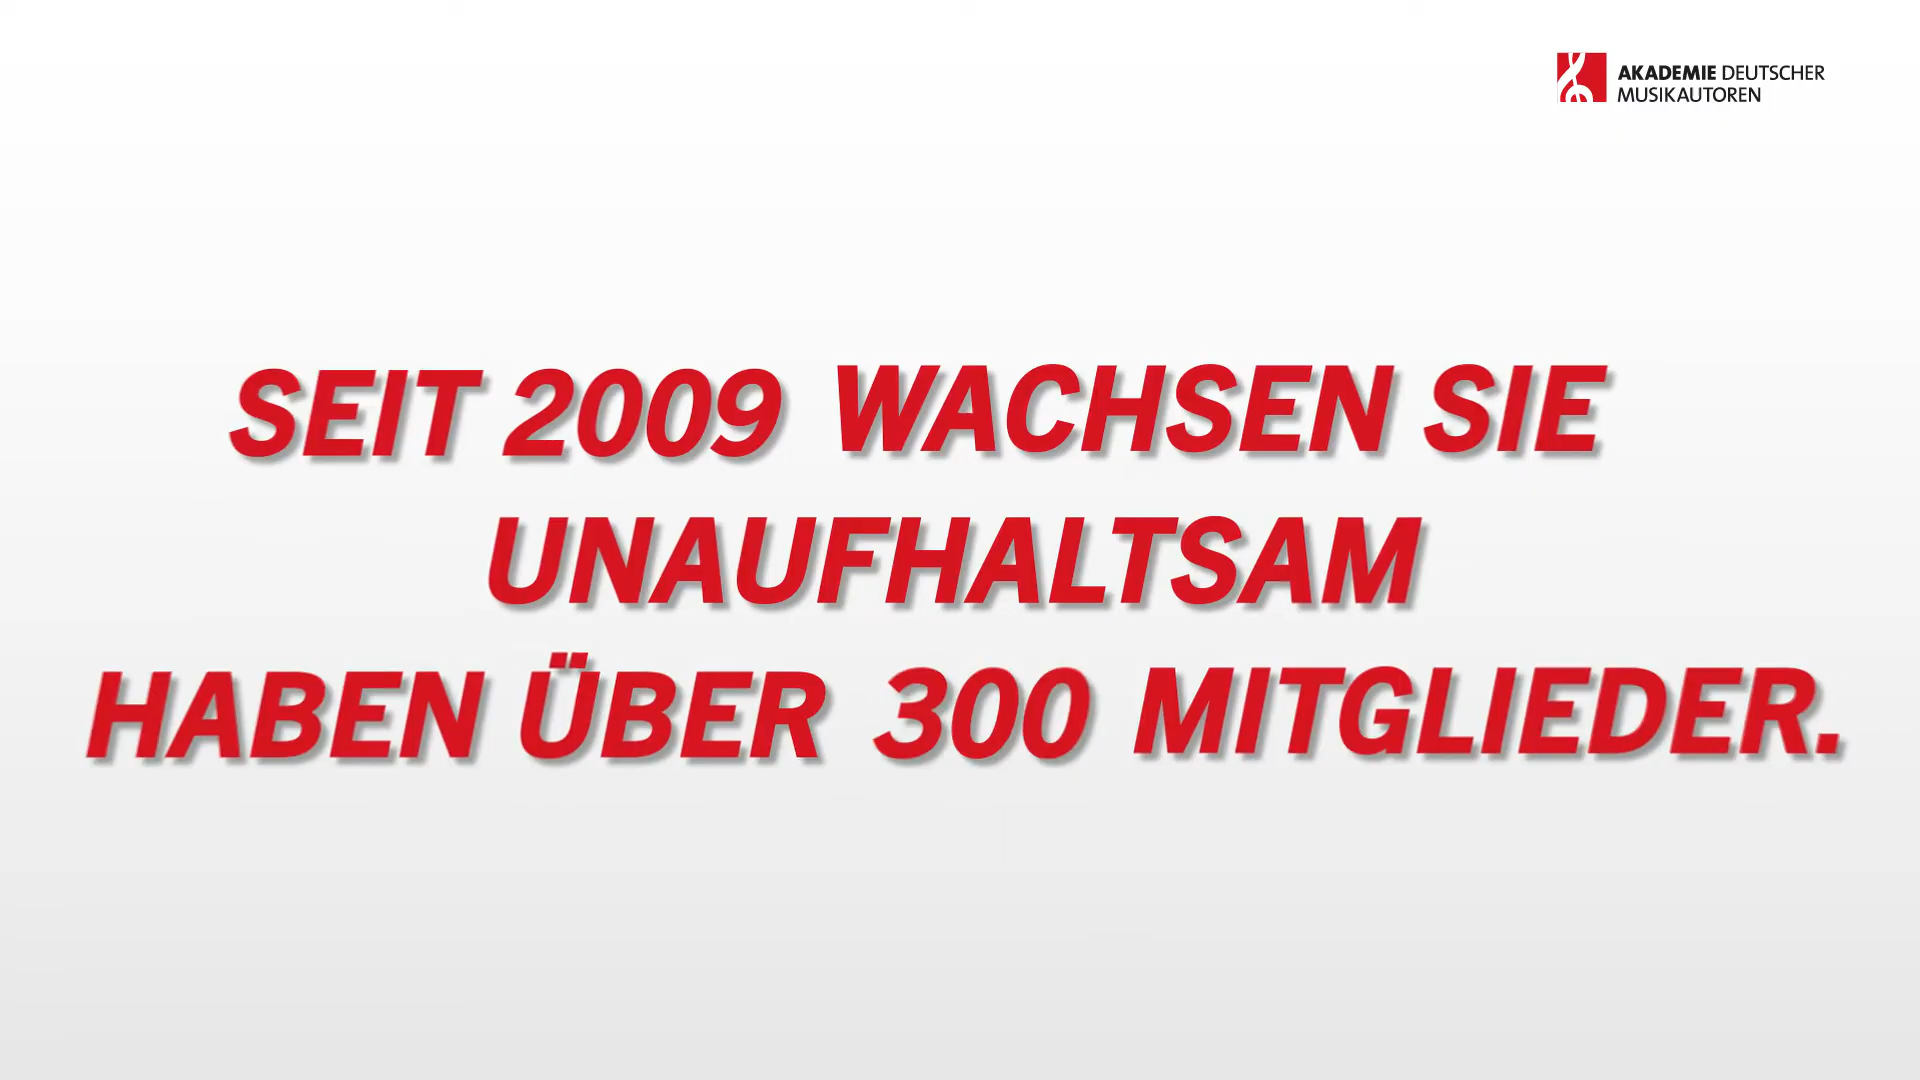 AKADEMIE DEUTSCHER
MUSIKAUTOREN
SEIT 2009 WACHSEN SIE
UNAUFHALTSAM
HABEN ÜBER 300 MITGLIEDER.